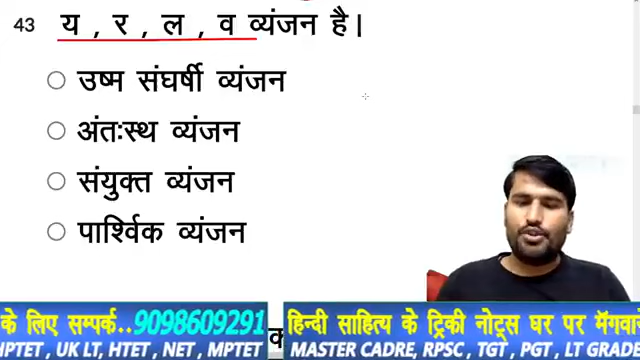 43 य , र , ल , व व्यंजन है |
उष्म संघर्षी व्यंजन
अंतःस्थ व्यंजन
संयुक्त व्यंजन
पार्श्विक व्यंजन
के लिए सम्पर्क..9098609291
हिन्दी साहित्य के ट्रिकी नोट्स घर पर मॅगवाने
HPTET , UK LT, HTET , NET , MPTET
MASTER CADRE, RPSC , TGT , PGT , LT GRADE